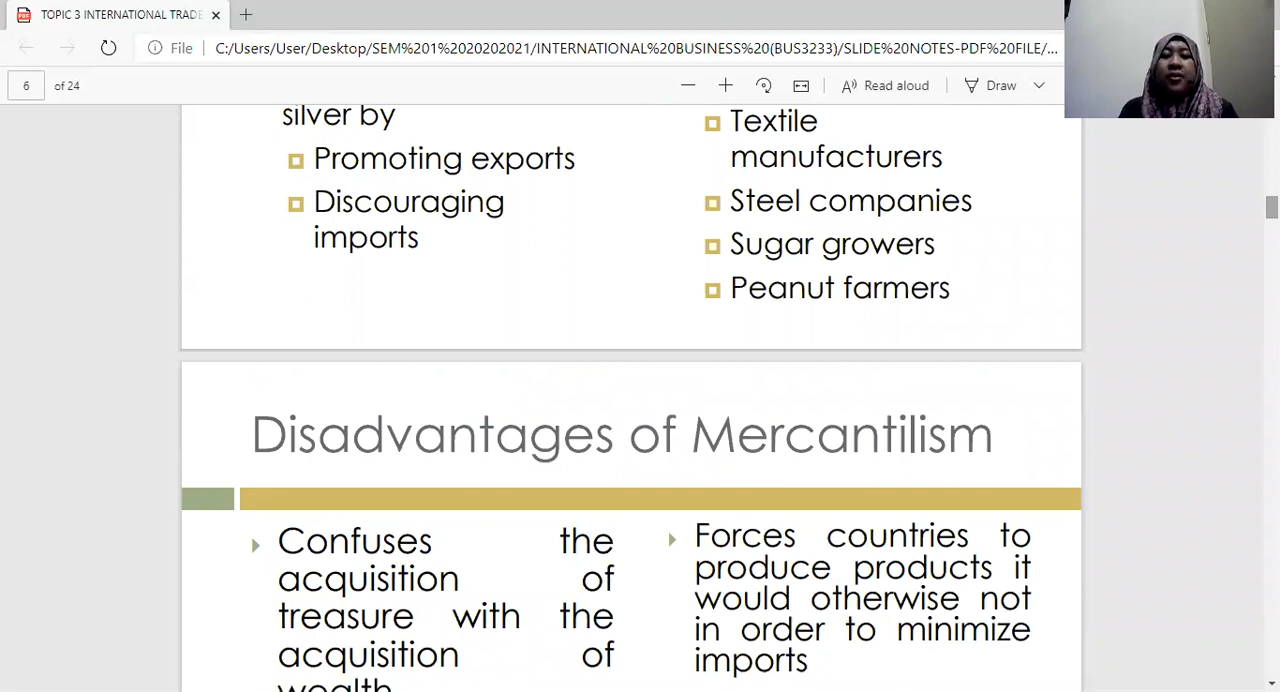 TOPIC 3 INTERNATIONAL TRADE
File
C:/Users/User/Desktop/SEM%201%2020202021/INTERNATIONAL%20BUSINESS%20(BUS3233)/SLIDE%20NOTES-PDF%20FILE/...
6 of 24
Read aloud
Draw
silver by
Promoting exports
Discouraging
imports
Textile
manufacturers
Steel companies
Sugar growers
Peanut farmers
Disadvantages of Mercantilism
Confuses the
acquisition of
treasure with the
acquisition of
wealth
Forces countries to
produce products it
would otherwise not
in order to minimize
imports